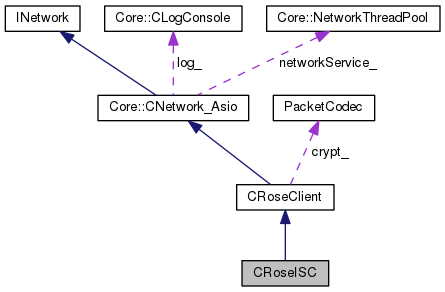 INetwork
Core::CLogConsole
Core::NetworkThreadPool
log_
networkService_
Core::CNetwork_Asio
PacketCodec
crypt_
CRoseClient
CRoseISC